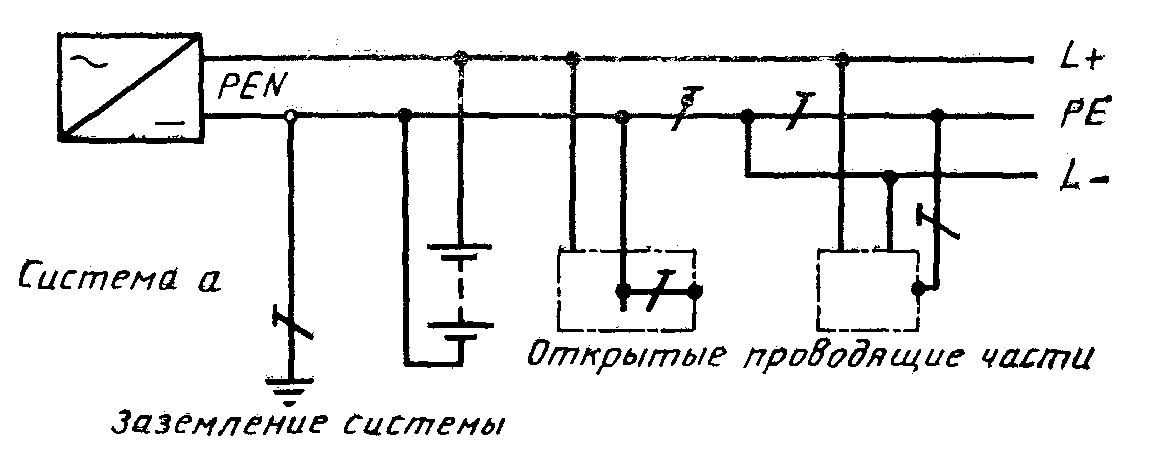 L+
PEN
PE
L-
Система а
Открытые проводящие части
Заземление системы